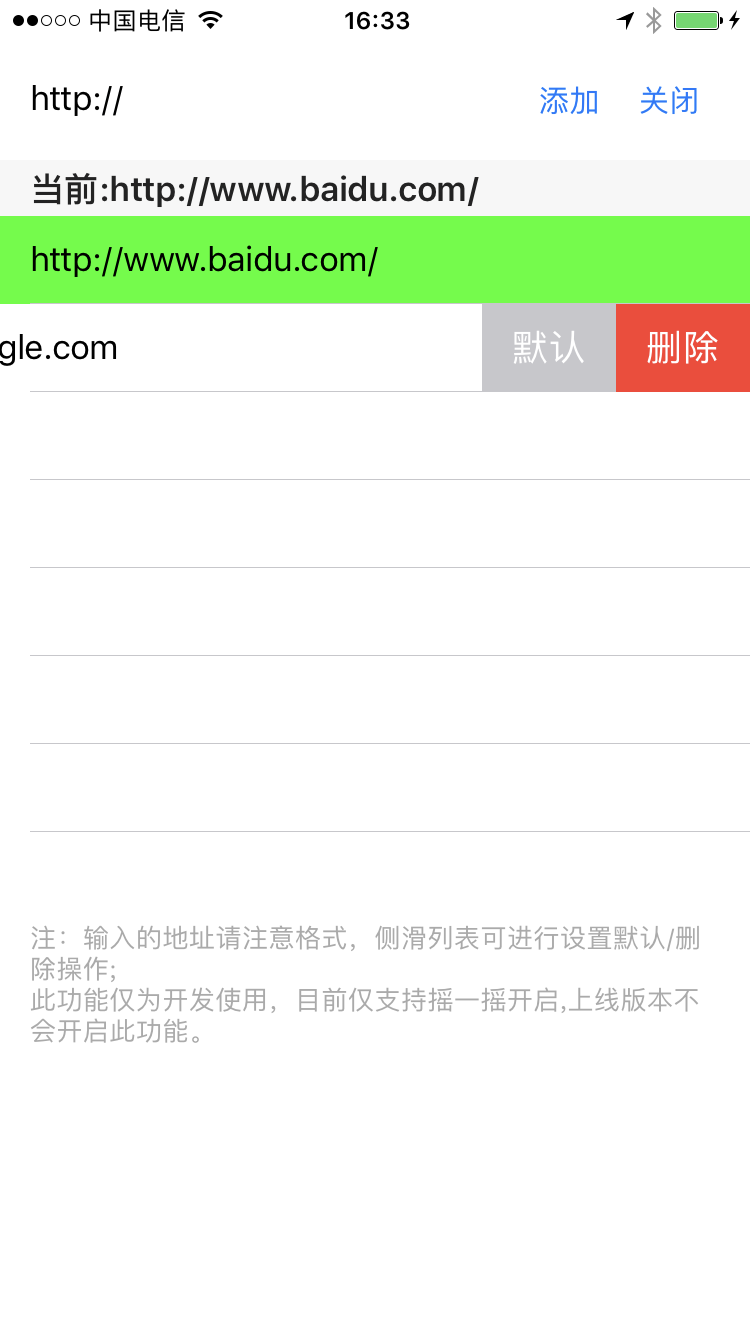 中国电信 16:33
http:// 添加 关闭
当前:http://www.baidu.com/
http://www.baidu.com/
gle.com 默认 删除
注：输入的地址请注意格式，侧滑列表可进行设置默认/删
除操作;
此功能仅为开发使用，目前仅支持摇一摇开启,上线版本不
会开启此功能。